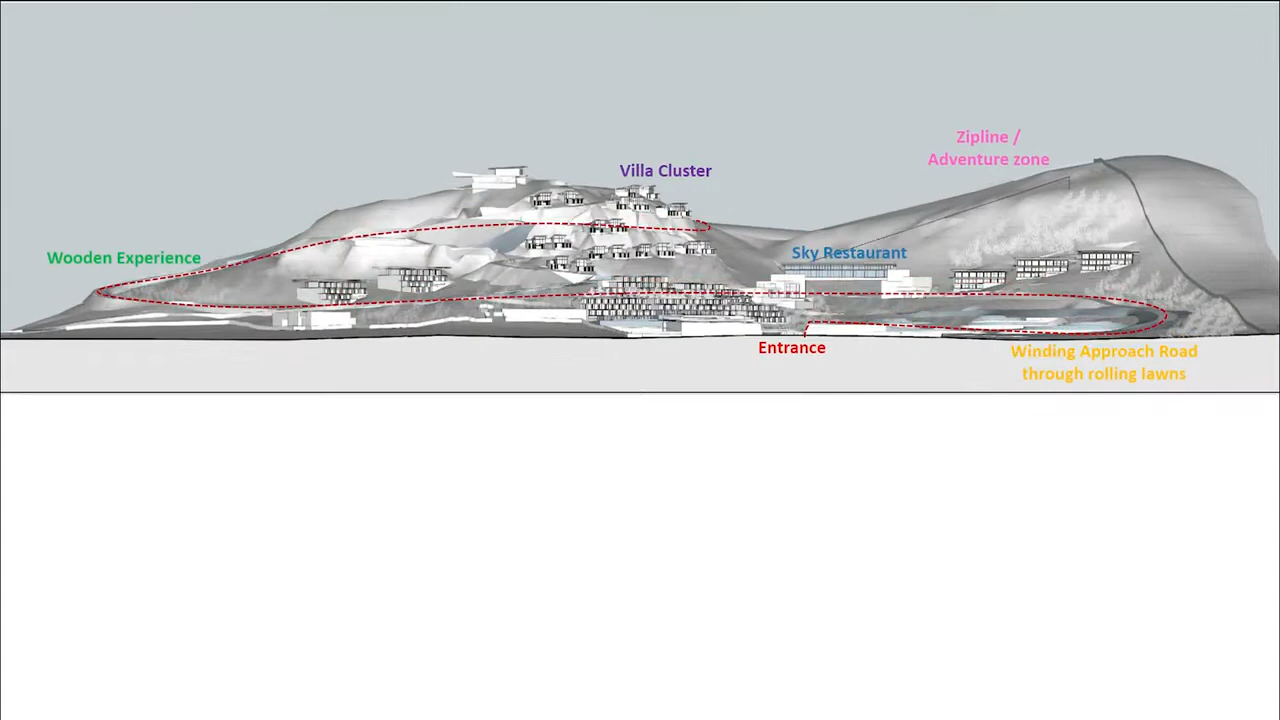 Zipline /
Adventure zone
Villa Cluster
Wooden Experience
Sky Restaurant
Entrance
Winding Approach Road
through rolling lawns